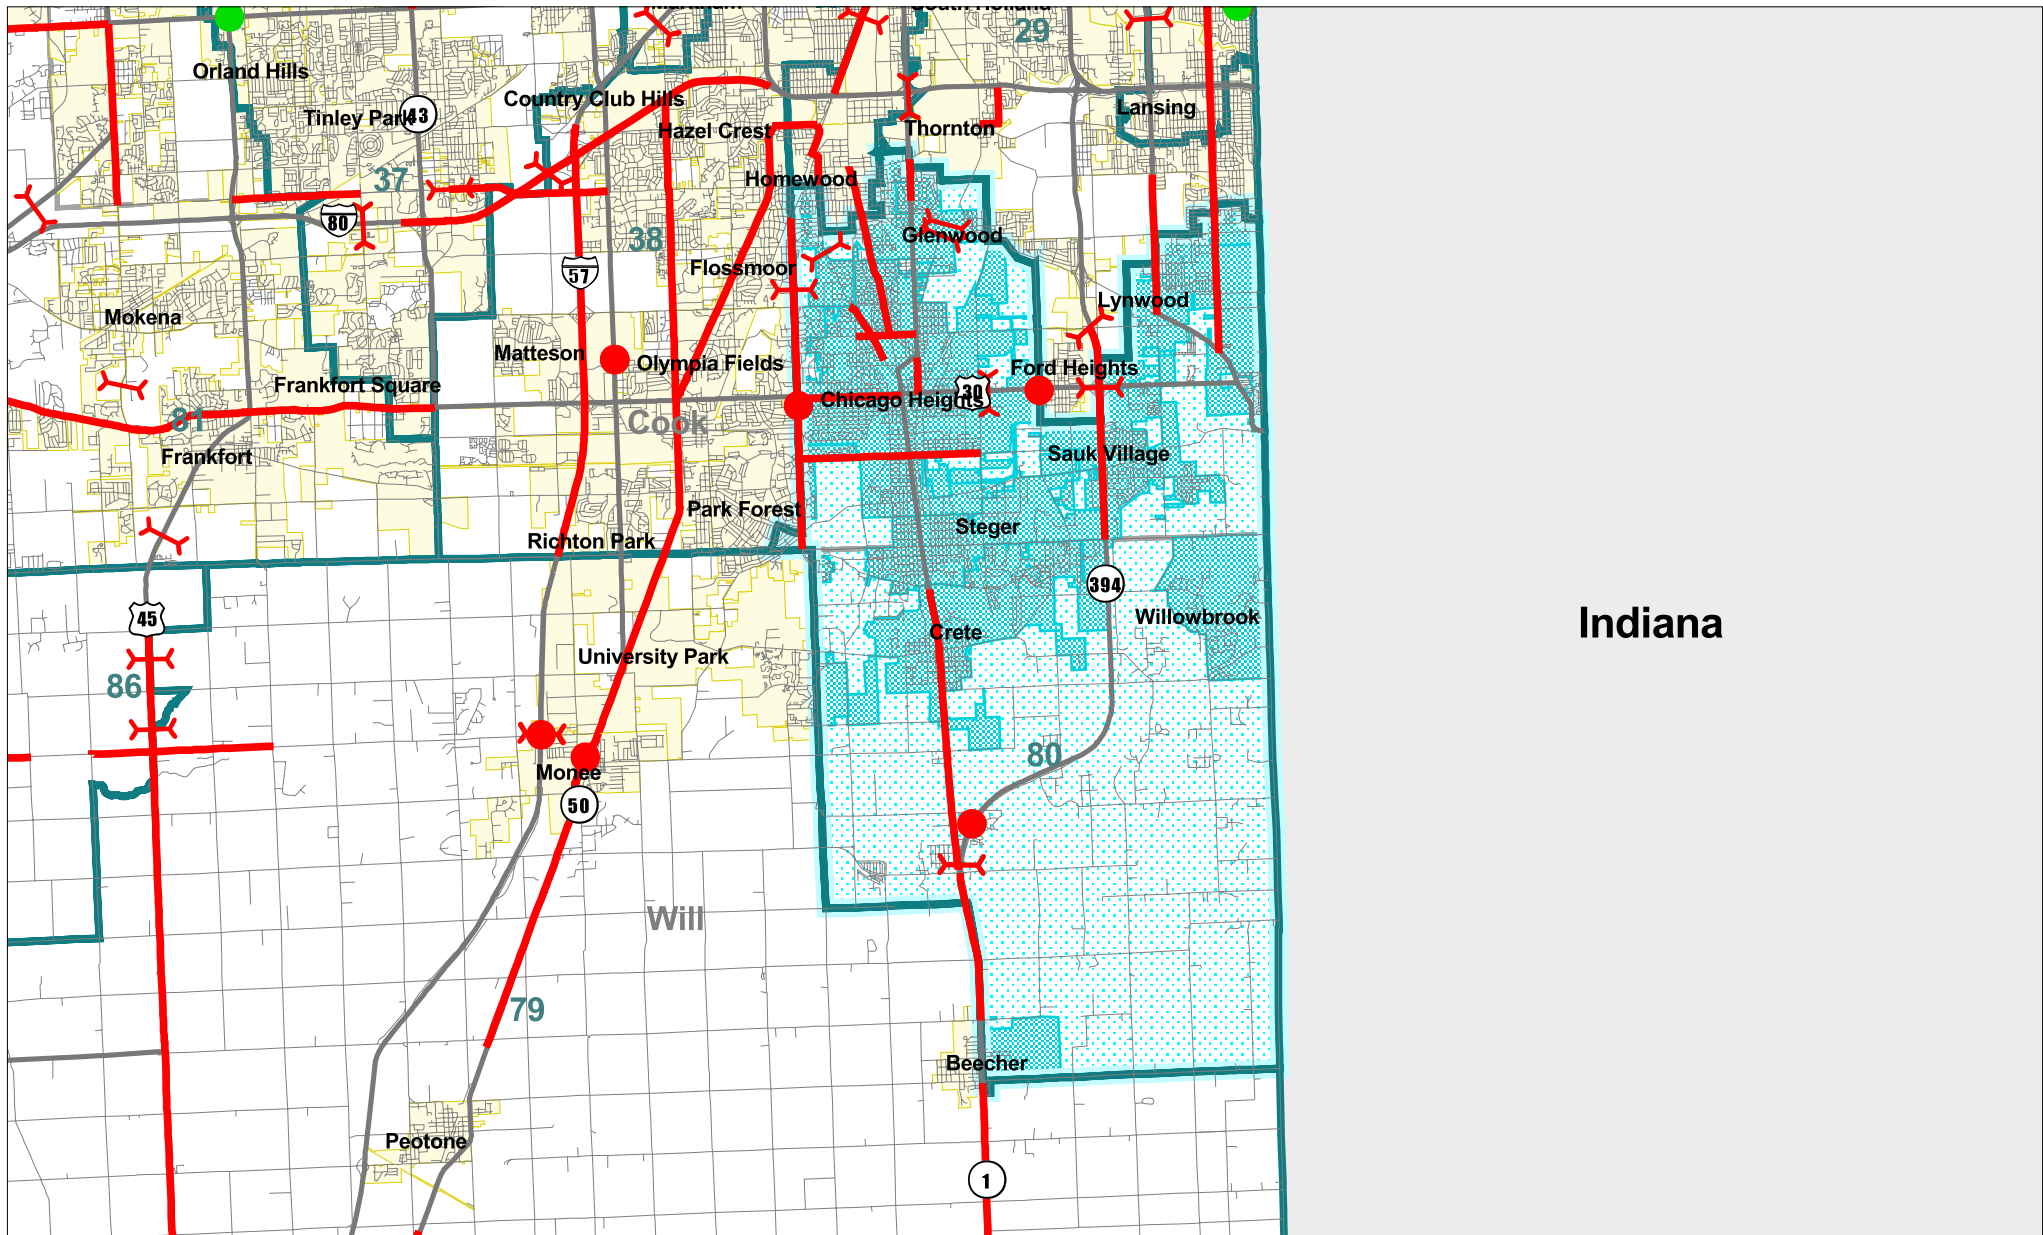 Markham
South Holland
29
Orland Hills
Country Club Hills
Lansing
Tinley Park
43
Hazel Crest
Thornton
37
Homewood
80
38
Glenwood
Flossmoor
57
Lynwood
Mokena
Matteson
Olympia Fields
Ford Heights
Frankfort Square
30
Chicago Heights
81
Cook
Frankfort
Sauk Village
Park Forest
Steger
Richton Park
394
45
Willowbrook
Indiana
Crete
University Park
86
80
Monee
50
Will
79
Beecher
Peotone
1